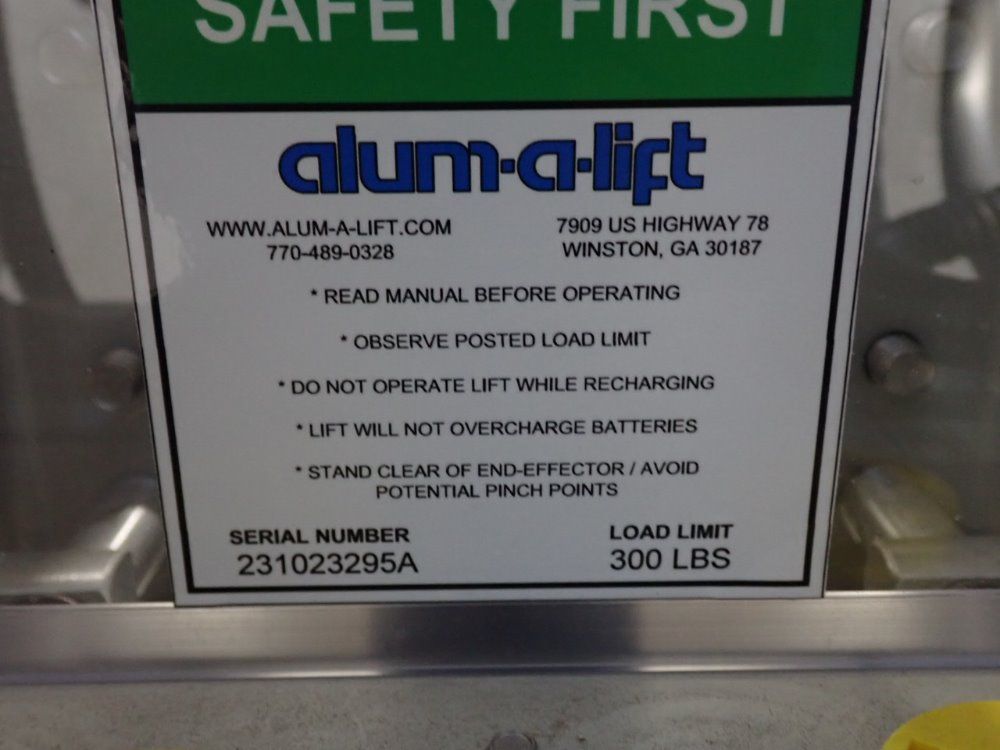 SAFETY FIRST
alum-a-lift
WWW.ALUM-A-LIFT.COM
770-489-0328
7909 US HIGHWAY 78
WINSTON, GA 30187
* READ MANUAL BEFORE OPERATING
* OBSERVE POSTED LOAD LIMIT
* DO NOT OPERATE LIFT WHILE RECHARGING
* LIFT WILL NOT OVERCHARGE BATTERIES
* STAND CLEAR OF END-EFFECTOR / AVOID
POTENTIAL PINCH POINTS
SERIAL NUMBER
231023295A
LOAD LIMIT
300 LBS